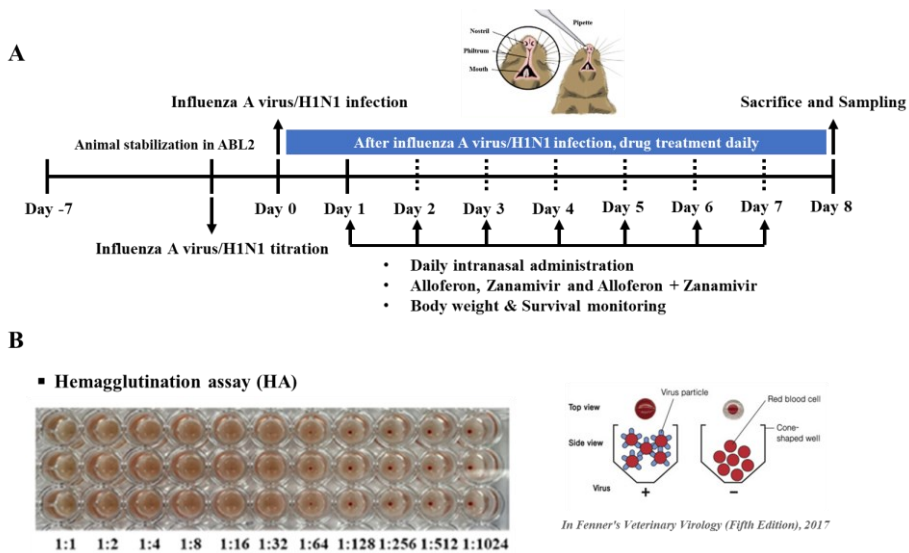 A
Nostril
Philtrum
Mouth
Pipette
Influenza A virus/H1N1 infection
Sacrifice and Sampling
Animal stabilization in ABL2
After influenza A virus/H1N1 infection, drug treatment daily
Day -7
Day 0
Day 1
Day 2
Day 3
Day 4
Day 5
Day 6
Day 7
Day 8
Influenza A virus/H1N1 titration
• Daily intranasal administration
• Alloferon, Zanamivir and Alloferon + Zanamivir
• Body weight & Survival monitoring
B
▪ Hemagglutination assay (HA)
1:1 1:2 1:4 1:8 1:16 1:32 1:64 1:128 1:256 1:512 1:1024
Top view
Virus particle
Red blood cell
Side view
Cone-
shaped well
Virus
+
−
In Fenner's Veterinary Virology (Fifth Edition), 2017